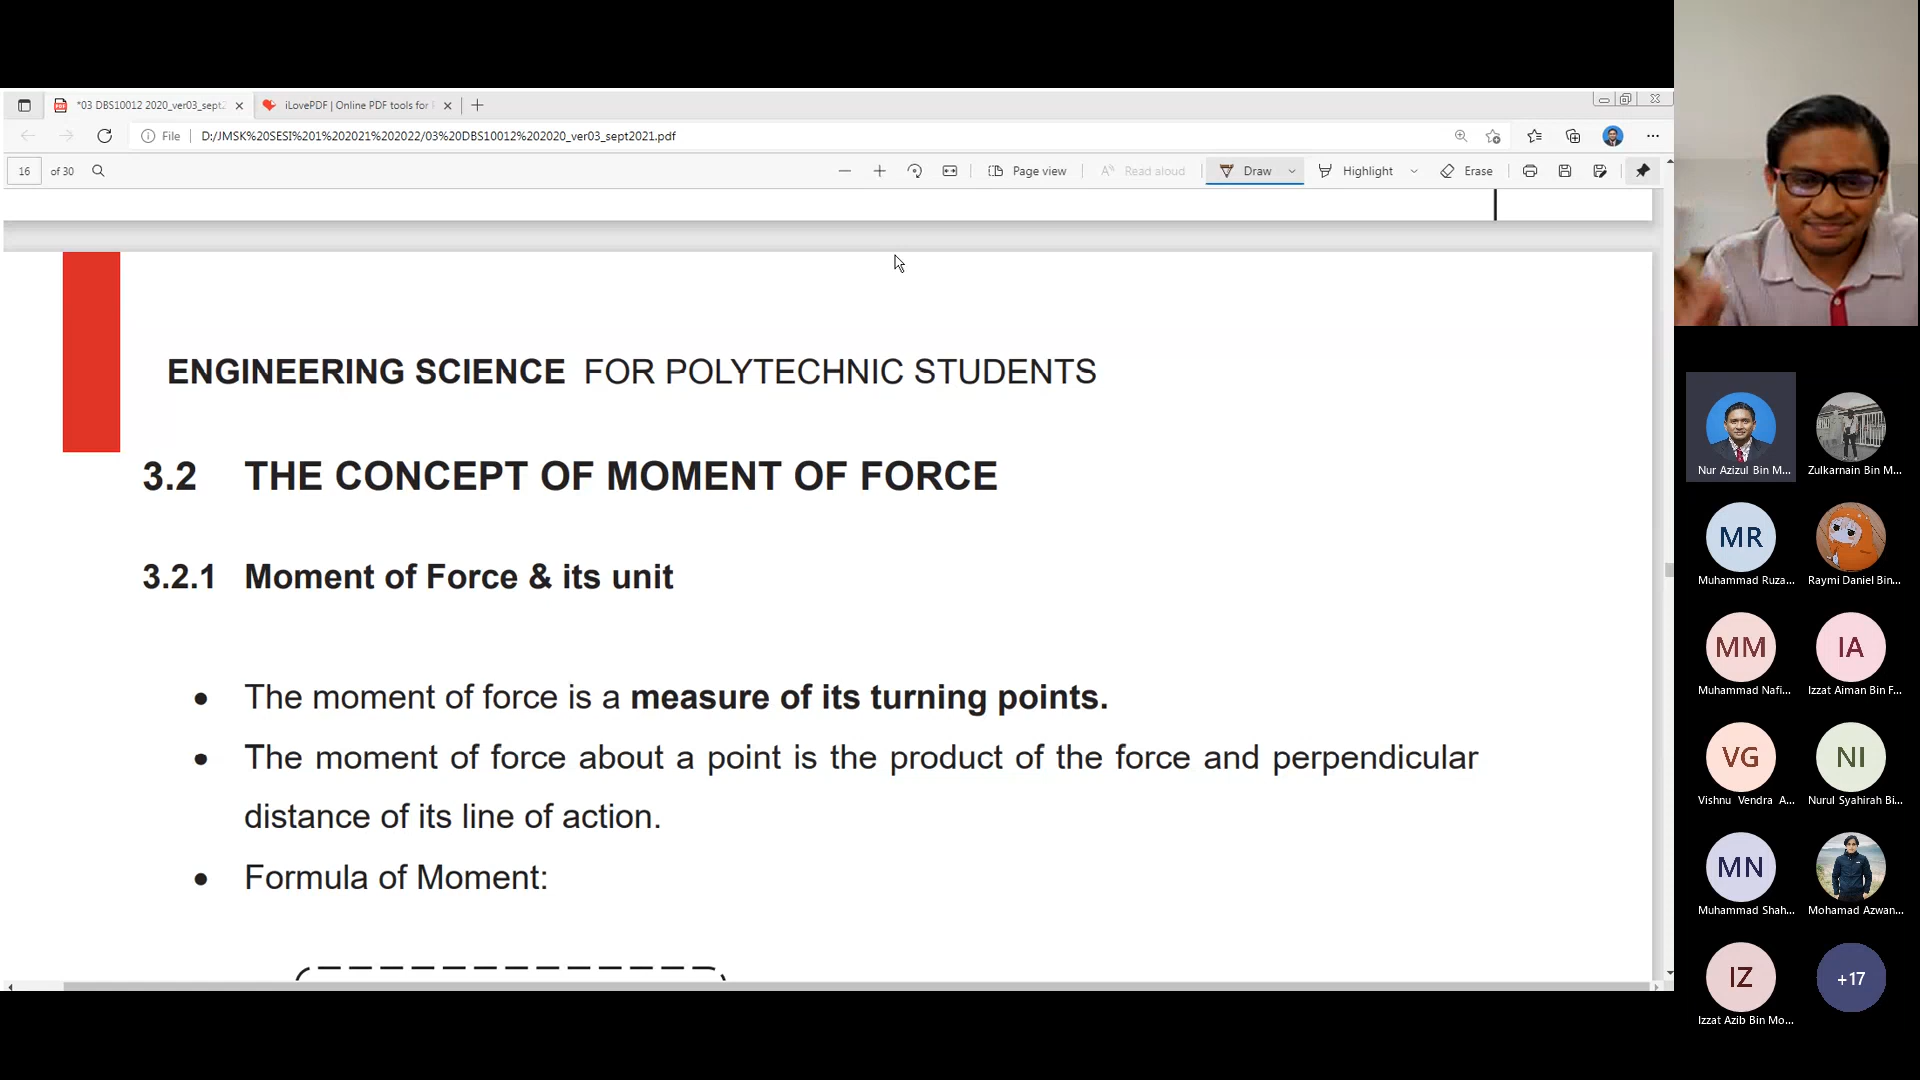 *03 DBS10012 2020_ver03_sept2
iLovePDF | Online PDF tools for
File
D:/JMSK%20SESI%201%202021%202022/03%20DBS10012%202020_ver03_sept2021.pdf
16 of 30
Page view
Read aloud
Draw
Highlight
Erase
ENGINEERING SCIENCE FOR POLYTECHNIC STUDENTS
3.2 THE CONCEPT OF MOMENT OF FORCE
3.2.1 Moment of Force & its unit
• The moment of force is a measure of its turning points.
• The moment of force about a point is the product of the force and perpendicular
distance of its line of action.
• Formula of Moment:
Nur Azizul Bin M...
Zulkarnain Bin M...
MR
Muhammad Ruza...
Raymi Daniel Bin...
MM
Muhammad Nafi...
IA
Izzat Aiman Bin F...
VG
Vishnu Vendra A...
NI
Nurul Syahirah Bi...
MN
Muhammad Shah...
Mohamad Azwan...
IZ
Izzat Azib Bin Mo...
+17